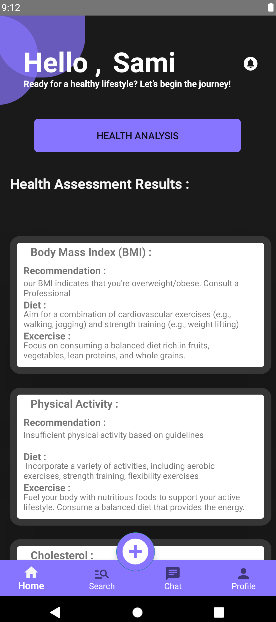 9:12
Hello , Sami
Ready for a healthy lifestyle? Let's begin the journey!
HEALTH ANALYSIS
Health Assessment Results :
Body Mass Index (BMI) :
Recommendation :
our BMI indicates that you're overweight/obese. Consult a
Professional
Diet :
Aim for a combination of cardiovascular exercises (e.g.,
walking, jogging) and strength training (e.g., weight lifting)
Excercise :
Focus on consuming a balanced diet rich in fruits,
vegetables, lean proteins, and whole grains.
Physical Activity :
Recommendation :
Insufficient physical activity based on guidelines
Diet :
Incorporate a variety of activities, including aerobic
exercises, strength training, flexibility exercises
Excercise :
Fuel your body with nutritious foods to support your active
lifestyle. Consume a balanced diet that provides the energy.
Cholesterol :
Home
Search
Chat
Profile